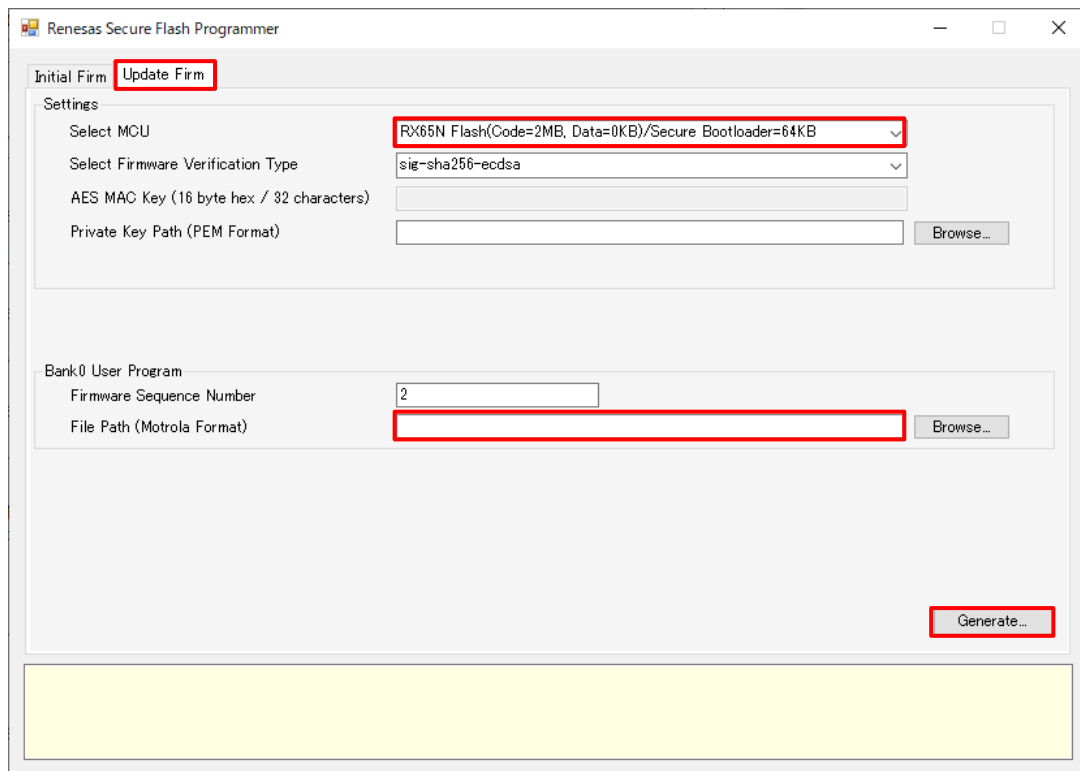 Renesas Secure Flash Programmer
Initial Firm Update Firm
Settings
Select MCU RX65N Flash(Code=2MB, Data=0KB)/Secure Bootloader=64KB
Select Firmware Verification Type sig-sha256-ecdsa
AES MAC Key (16 byte hex / 32 characters)
Private Key Path (PEM Format) Browse...
Bank0 User Program
Firmware Sequence Number 2
File Path (Motrola Format) Browse...
Generate...